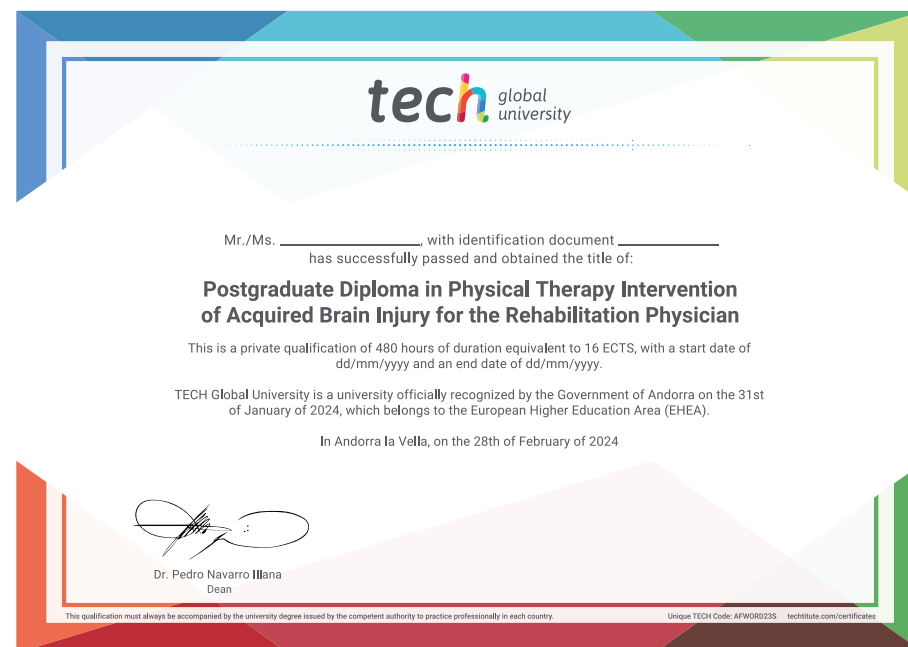 tech global university
Mr./Ms. ____________________, with identification document ______________
has successfully passed and obtained the title of:
Postgraduate Diploma in Physical Therapy Intervention
of Acquired Brain Injury for the Rehabilitation Physician
This is a private qualification of 480 hours of duration equivalent to 16 ECTS, with a start date of
dd/mm/yyyy and an end date of dd/mm/yyyy.
TECH Global University is a university officially recognized by the Government of Andorra on the 31st
of January of 2024, which belongs to the European Higher Education Area (EHEA).
In Andorra la Vella, on the 28th of February of 2024
Dr. Pedro Navarro Illana
Dean
This qualification must always be accompanied by the university degree issued by the competent authority to practice professionally in each country.
Unique TECH Code: AFWORD23S techtitute.com/certificates